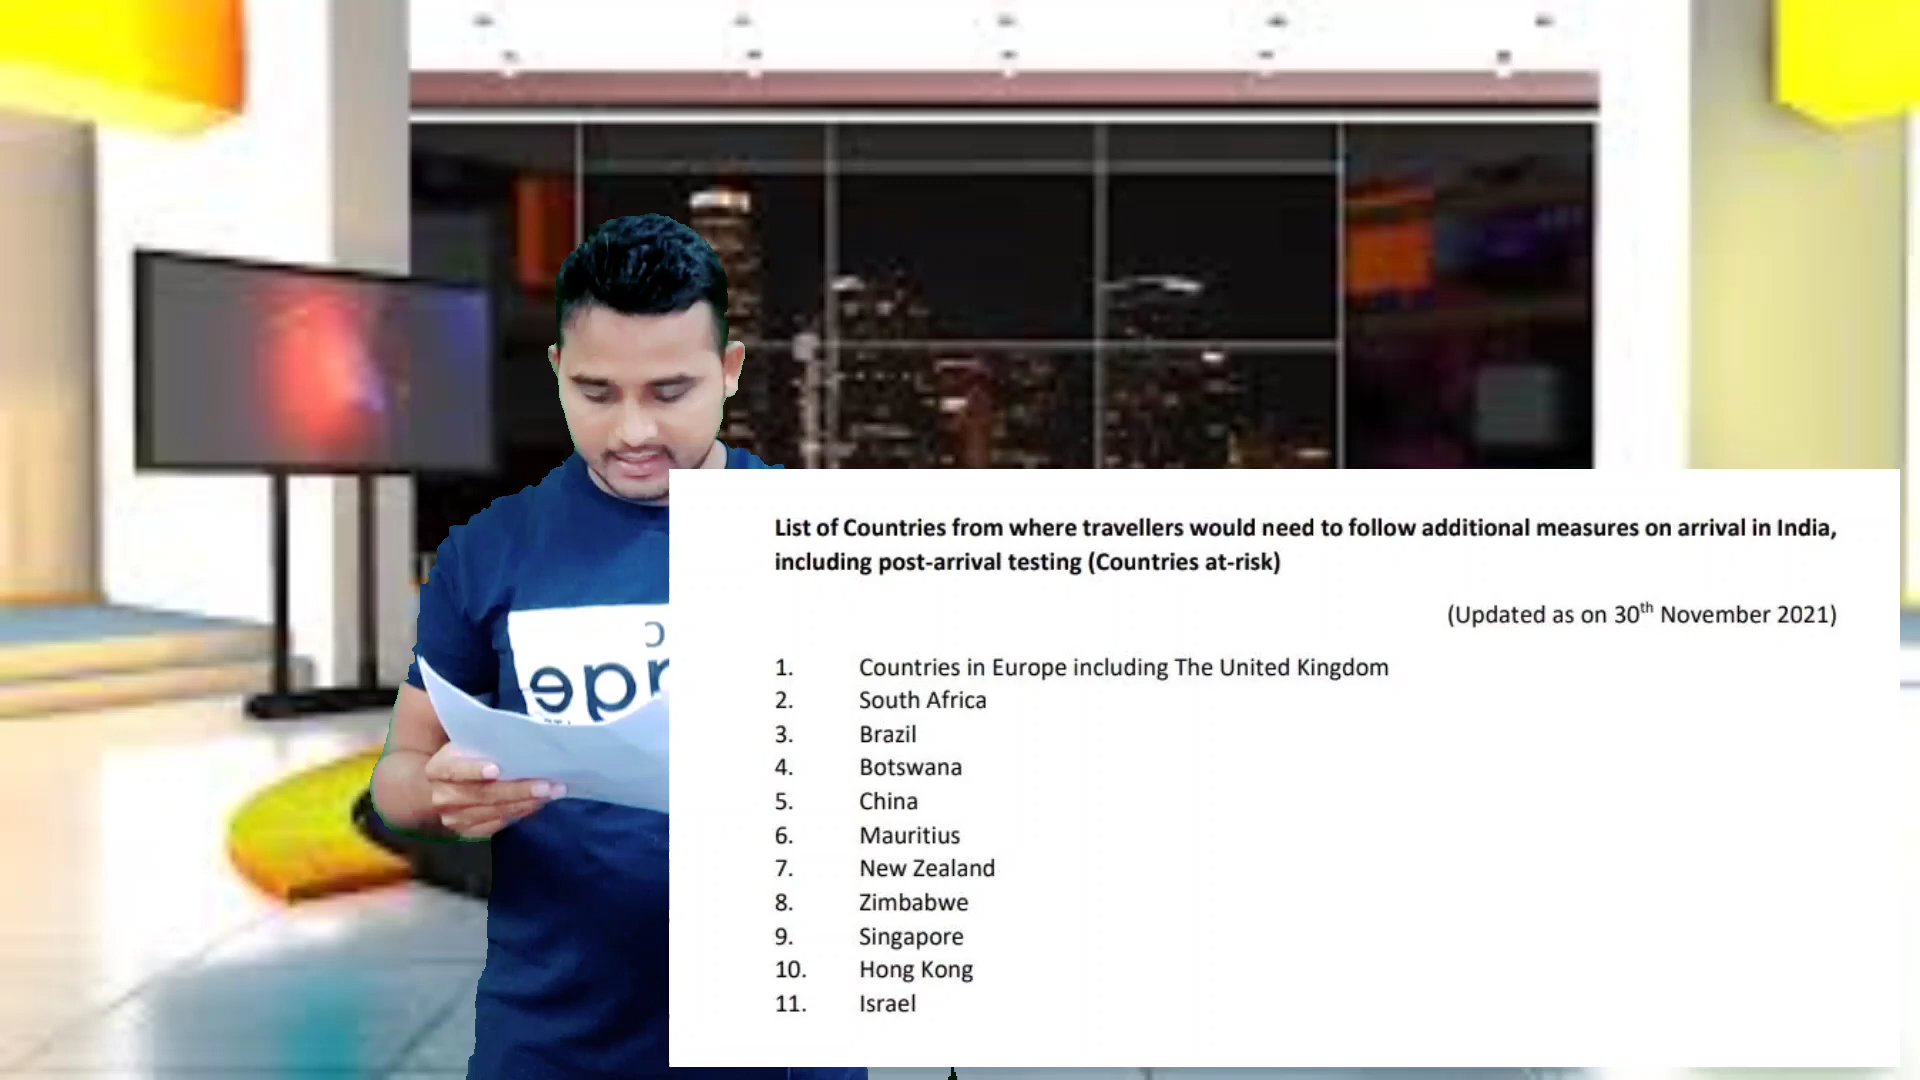 List of Countries from where travellers would need to follow additional measures on arrival in India,
including post-arrival testing (Countries at-risk)
(Updated as on 30th November 2021)
1. Countries in Europe including The United Kingdom
2. South Africa
3. Brazil
4. Botswana
5. China
6. Mauritius
7. New Zealand
8. Zimbabwe
9. Singapore
10. Hong Kong
11. Israel